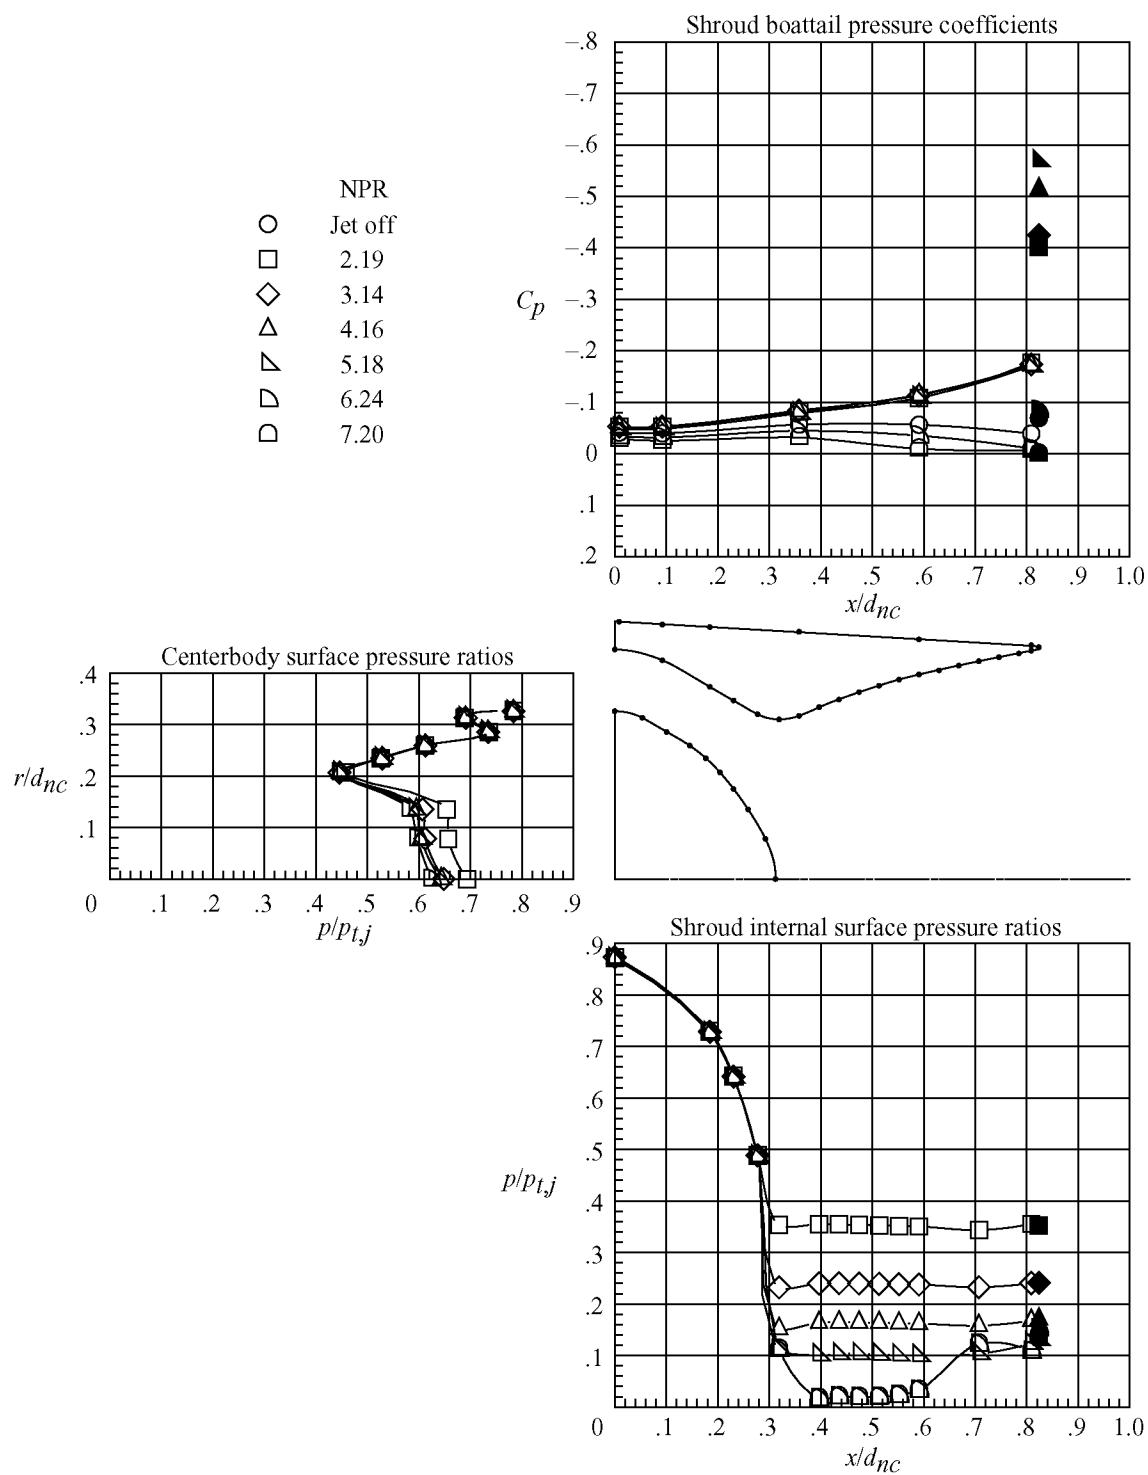 Shroud boattail pressure coefficients
–.8
–.7
–.6
–.5
–.4
–.3
–.2
–.1
0
.1
.2
C_p
0 .1 .2 .3 .4 .5 .6 .7 .8 .9 1.0
x/d_nc
NPR
Jet off
2.19
3.14
4.16
5.18
6.24
7.20
Centerbody surface pressure ratios
.4
.3
.2
.1
r/d_nc
0 .1 .2 .3 .4 .5 .6 .7 .8 .9
p/p_t,j
Shroud internal surface pressure ratios
.9
.8
.7
.6
.5
.4
.3
.2
.1
p/p_t,j
0 0 .1 .2 .3 .4 .5 .6 .7 .8 .9 1.0
x/d_nc